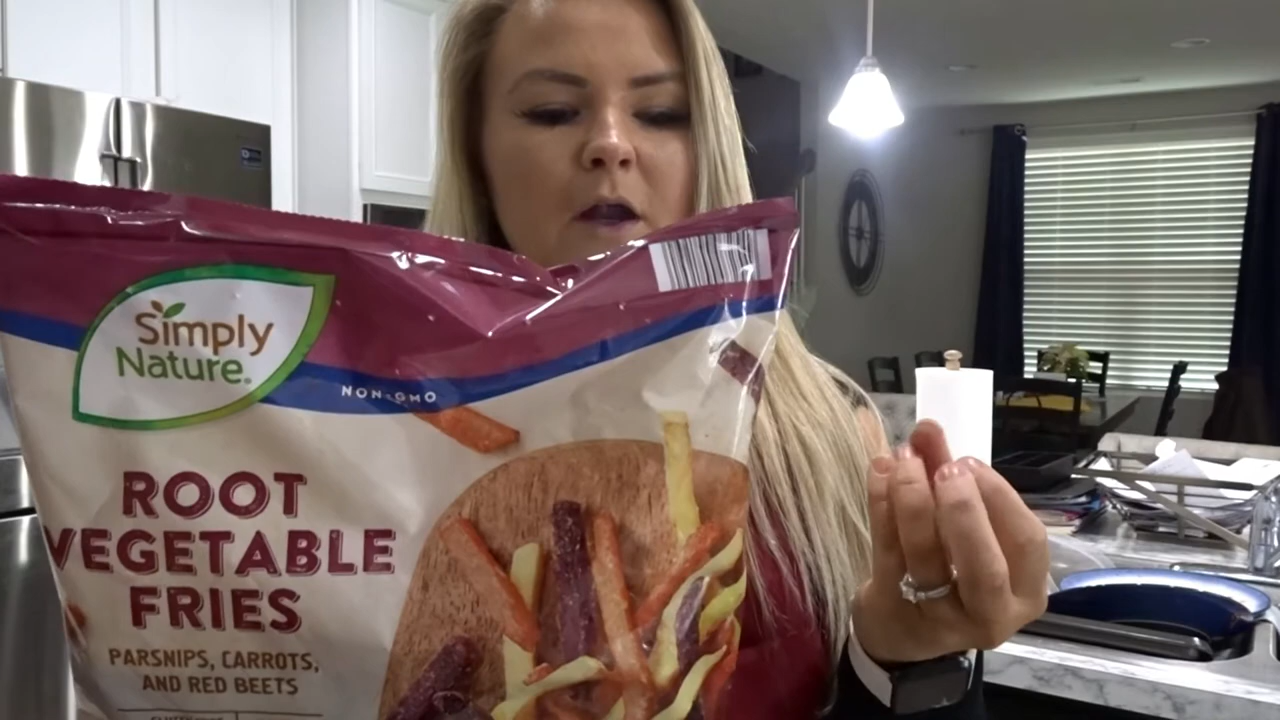 Simply
Nature®
NON-GMO
ROOT
VEGETABLE
FRIES
PARSNIPS, CARROTS,
AND RED BEETS